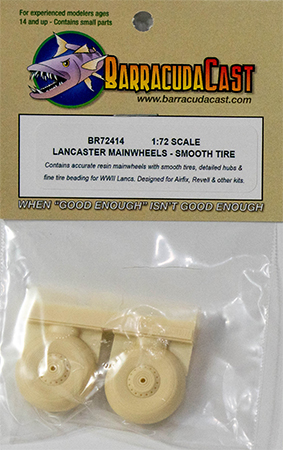 For experienced modelers ages
14 and up - Contains small parts
BARRACUDACAST
www.barracudacast.com
BR72414 1:72 SCALE
LANCASTER MAINWHEELS - SMOOTH TIRE
Contains accurate resin mainwheels with smooth tires, detailed hubs &
fine tire beading for WWII Lancs. Designed for Airfix, Revell & other kits.
WHEN "GOOD ENOUGH" ISN'T GOOD ENOUGH